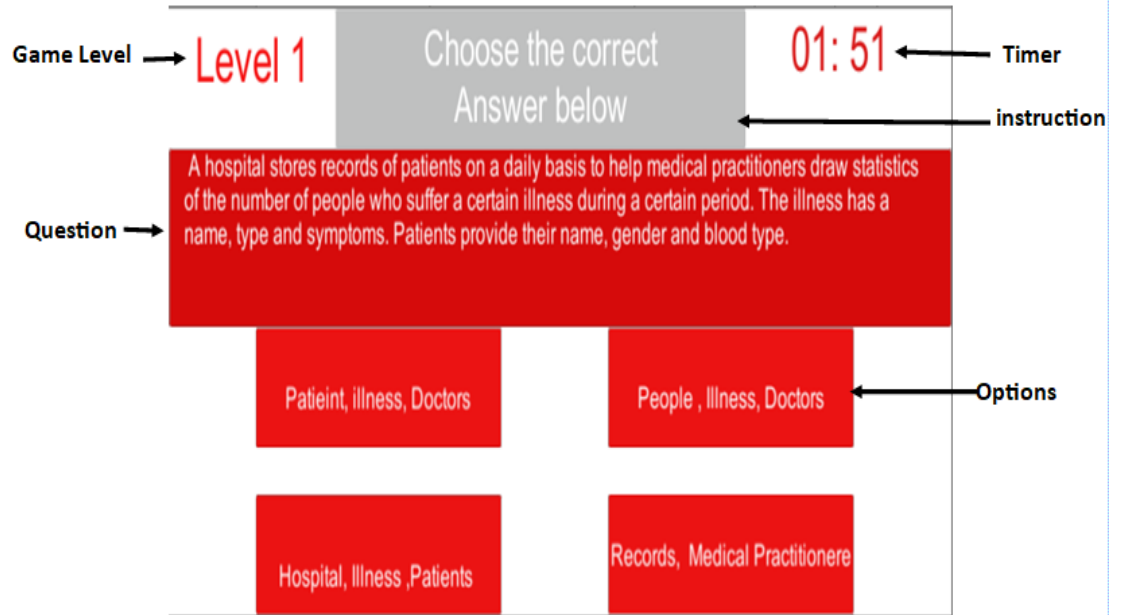 Game Level
Level 1
Choose the correct
Answer below
01: 51
Timer
instruction
A hospital stores records of patients on a daily basis to help medical practitioners draw statistics
of the number of people who suffer a certain illness during a certain period. The illness has a
name, type and symptoms. Patients provide their name, gender and blood type.
Question
Patieint, illness, Doctors
People , Illness, Doctors
Options
Hospital, Illness ,Patients
Records, Medical Practitionere